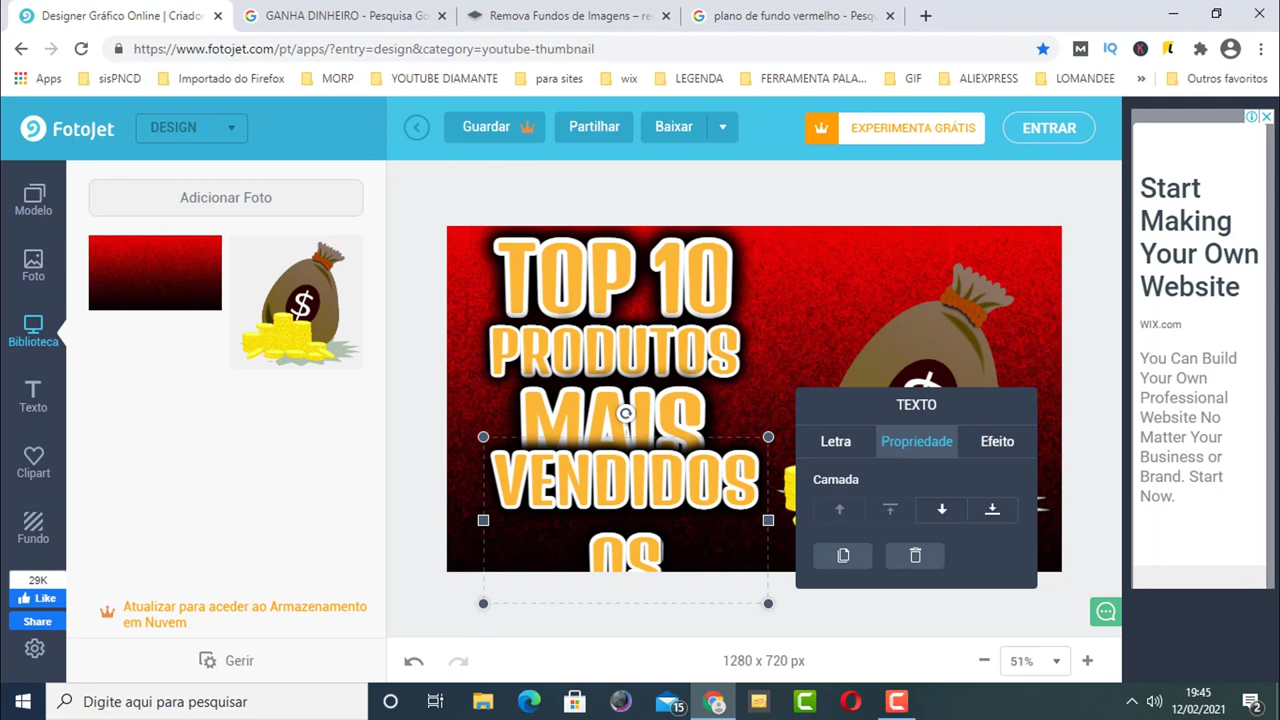 Designer Gráfico Online | Criador
GANHA DINHEIRO - Pesquisa Go
Remova Fundos de Imagens – re
plano de fundo vermelho - Pesqu
https://www.fotojet.com/pt/apps/?entry=design&category=youtube-thumbnail
Apps
sisPNCD
Importado do Firefox
MORP
YOUTUBE DIAMANTE
para sites
wix
LEGENDA
FERRAMENTA PALA...
GIF
ALIEXPRESS
LOMANDEE
»
Outros favoritos
FotoJet
DESIGN
Guardar
Partilhar
Baixar
EXPERIMENTA GRÁTIS
ENTRAR
Modelo
Foto
Biblioteca
Texto
Clipart
Fundo
29K
Like
Share
Adicionar Foto
$
Atualizar para aceder ao Armazenamento
em Nuvem
Gerir
TOP 10
PRODUTOS
MAIS
VENDIDOS
OS
$
TEXTO
Letra
Propriedade
Efeito
Camada
1280 x 720 px
51%
Start
Making
Your Own
Website
WIX.com
You Can Build
Your Own
Professional
Website No
Matter Your
Business or
Brand. Start
Now.
Digite aqui para pesquisar
15
19:45
12/02/2021
2